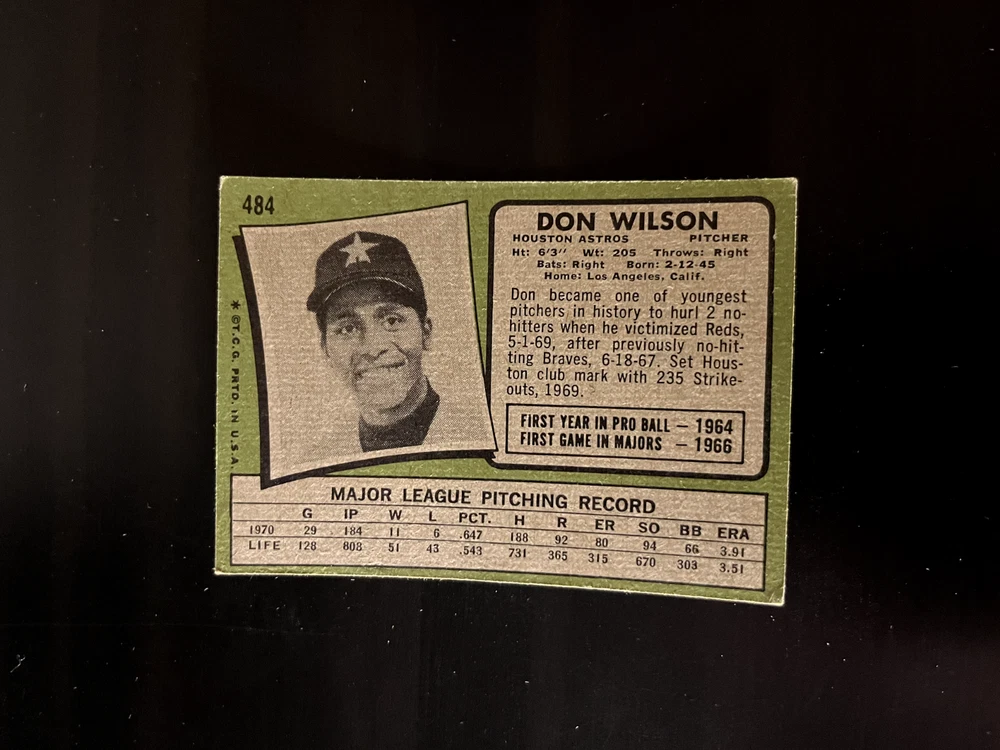 484
* ©T.C.G. PRTD. IN U.S.A.
DON WILSON
HOUSTON ASTROS PITCHER
Ht: 6'3" Wt: 205 Throws: Right
Bats: Right Born: 2-12-45
Home: Los Angeles, Calif.
Don became one of youngest
pitchers in history to hurl 2 no-
hitters when he victimized Reds,
5-1-69, after previously no-hit-
ting Braves, 6-18-67. Set Hous-
ton club mark with 235 Strike-
outs, 1969.
FIRST YEAR IN PRO BALL — 1964
FIRST GAME IN MAJORS — 1966
MAJOR LEAGUE PITCHING RECORD
G IP W L PCT. H R ER SO BB ERA
1970 29 184 11 6 .647 188 92 80 94 66 3.91
LIFE 128 808 51 43 .543 731 365 315 670 303 3.51